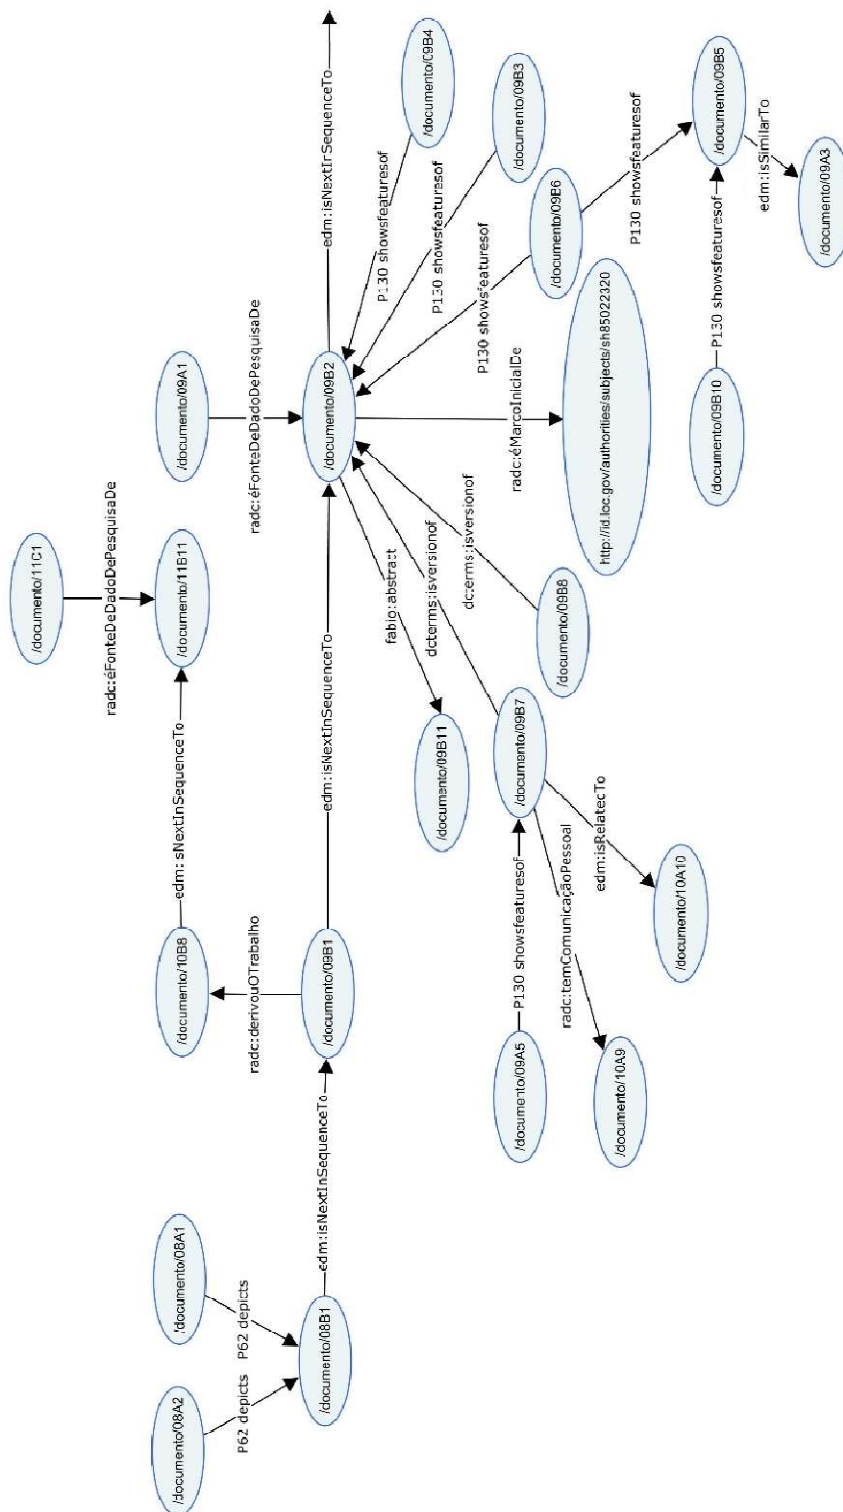 /documento/11C1
radc:éFonteDeDadoDePesquisaDe
/documento/08A2
/documento/08A1
/documento/10B8
edm: sNextInSequenceTo
/documento/11B11
/documento/09A1
P62 depicts
P62 depicts
radc:derivouOTrabalho
radc:éFonteDeDadoDePesquisaDe
/documento/08B1
edm:isNextInSequenceTo
/documento/09B1
edm:isNextInSequenceTo
/documento/09B2
edm:isNextInSequenceTo
fabio:abstract
P130 showsfeaturesof
/documento/09B4
dcterms:isversionof
P130 showsfeaturesof
/documento/09B11
dcterms:isversionof
P130 showsfeaturesof
/documento/09B3
/documento/09A5
P130 showsfeaturesof
/documento/09B7
radc:éMarcoInicialDe
/documento/09B6
radc:temComunicaçãoPessoal
/documento/09B8
edm:isRelatecTo
http://id.loc.gov/authorities/subjects/sh85022320
P130 showsfeaturesof
/documento/10A9
/documento/10A10
/documento/09B10
P130 showsfeaturesof
/documento/09B5
edm:isSimilarTo
/documento/09A3